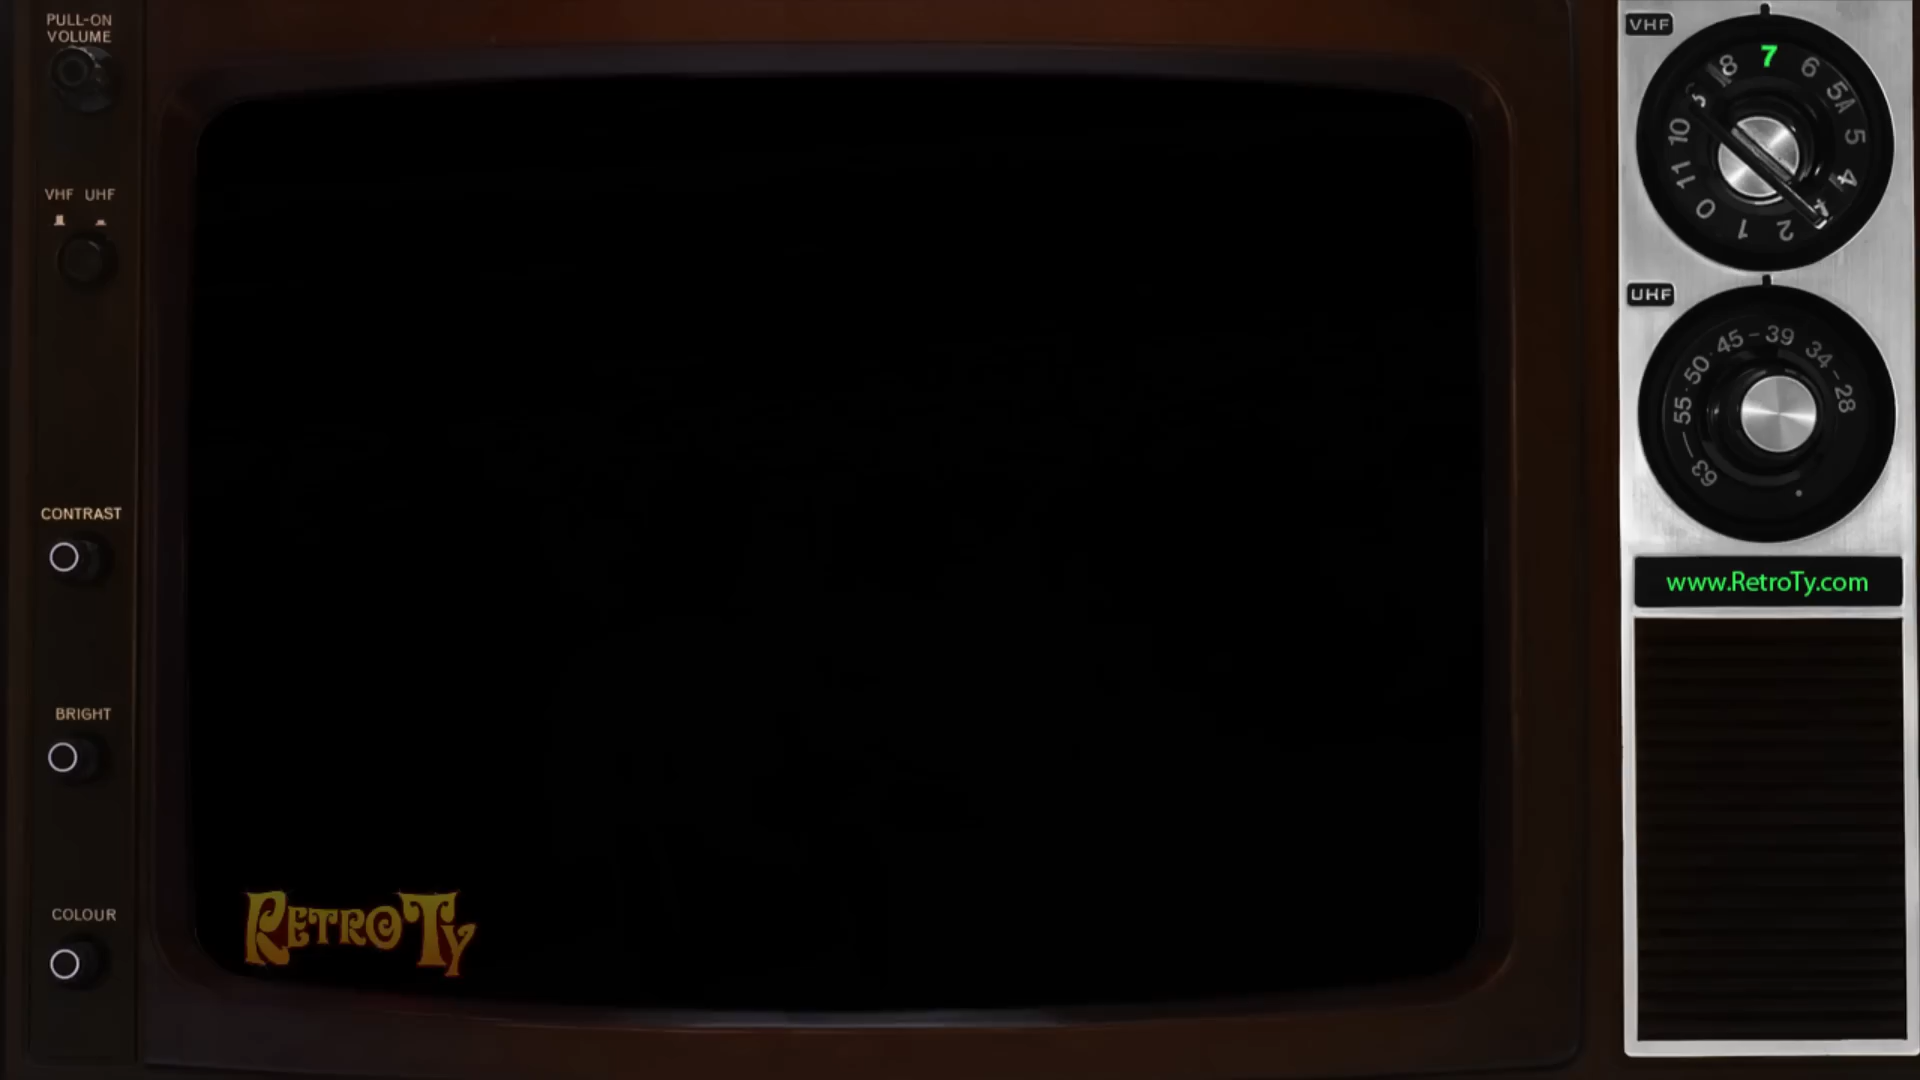 PULL-ON
VOLUME
VHF UHF
CONTRAST
BRIGHT
COLOUR
RETROTY
VHF
7 6 5A 5 4 2 1 0 11 10 8
UHF
63 — 55 · 50 · 45 - 39 34 - 28
www.RetroTy.com